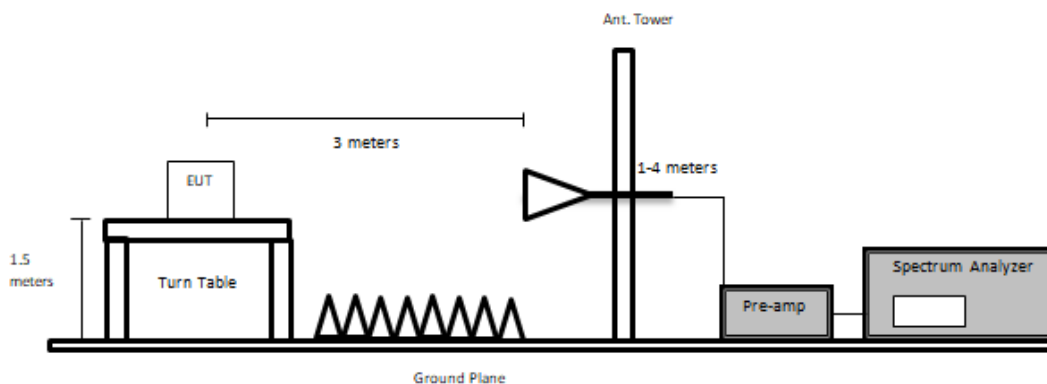 Ant. Tower
3 meters
1-4 meters
EUT
1.5
meters
Turn Table
Spectrum Analyzer
Pre-amp
Ground Plane